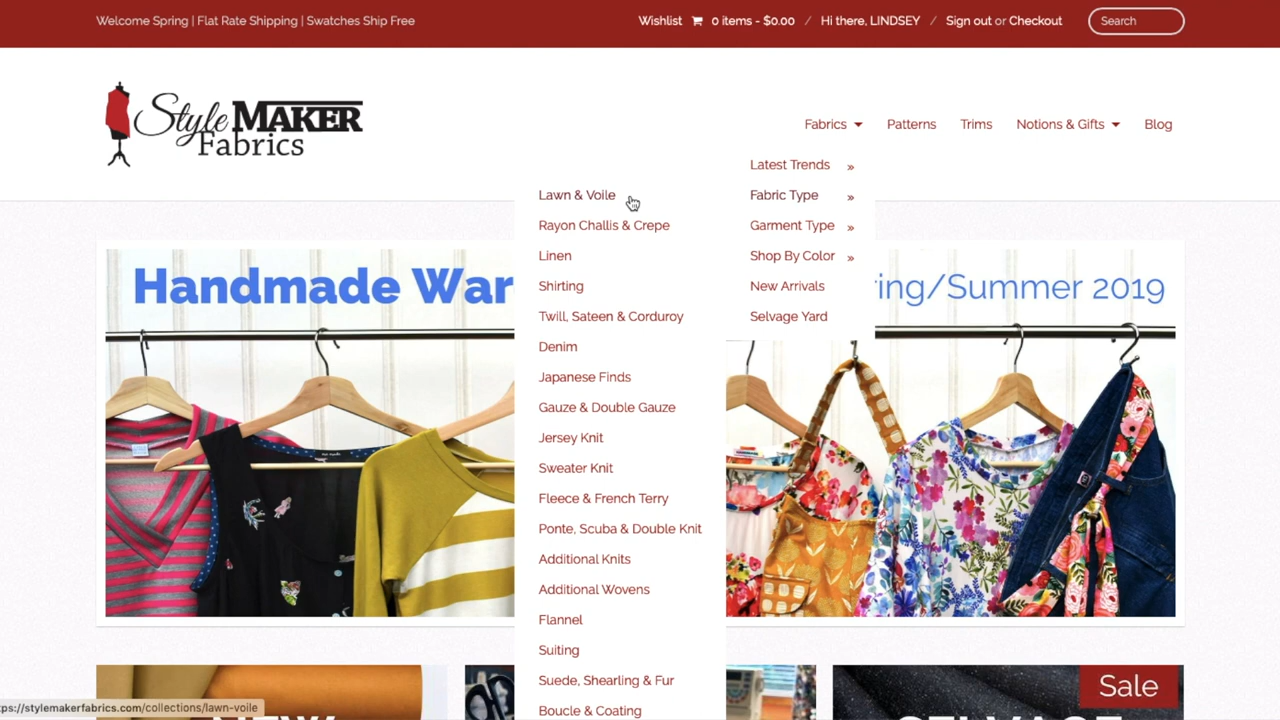 Welcome Spring | Flat Rate Shipping | Swatches Ship Free
Wishlist 0 items - $0.00 / Hi there, LINDSEY / Sign out or Checkout
Search
Style MAKER
Fabrics
Fabrics
Patterns
Trims
Notions & Gifts
Blog
Latest Trends »
Fabric Type »
Garment Type »
Shop By Color »
New Arrivals
Selvage Yard
Lawn & Voile
Rayon Challis & Crepe
Linen
Shirting
Twill, Sateen & Corduroy
Denim
Japanese Finds
Gauze & Double Gauze
Jersey Knit
Sweater Knit
Fleece & French Terry
Ponte, Scuba & Double Knit
Additional Knits
Additional Wovens
Flannel
Suiting
Suede, Shearling & Fur
Boucle & Coating
Handmade War
ring/Summer 2019
Sale
ps://stylemakerfabrics.com/collections/lawn-voile